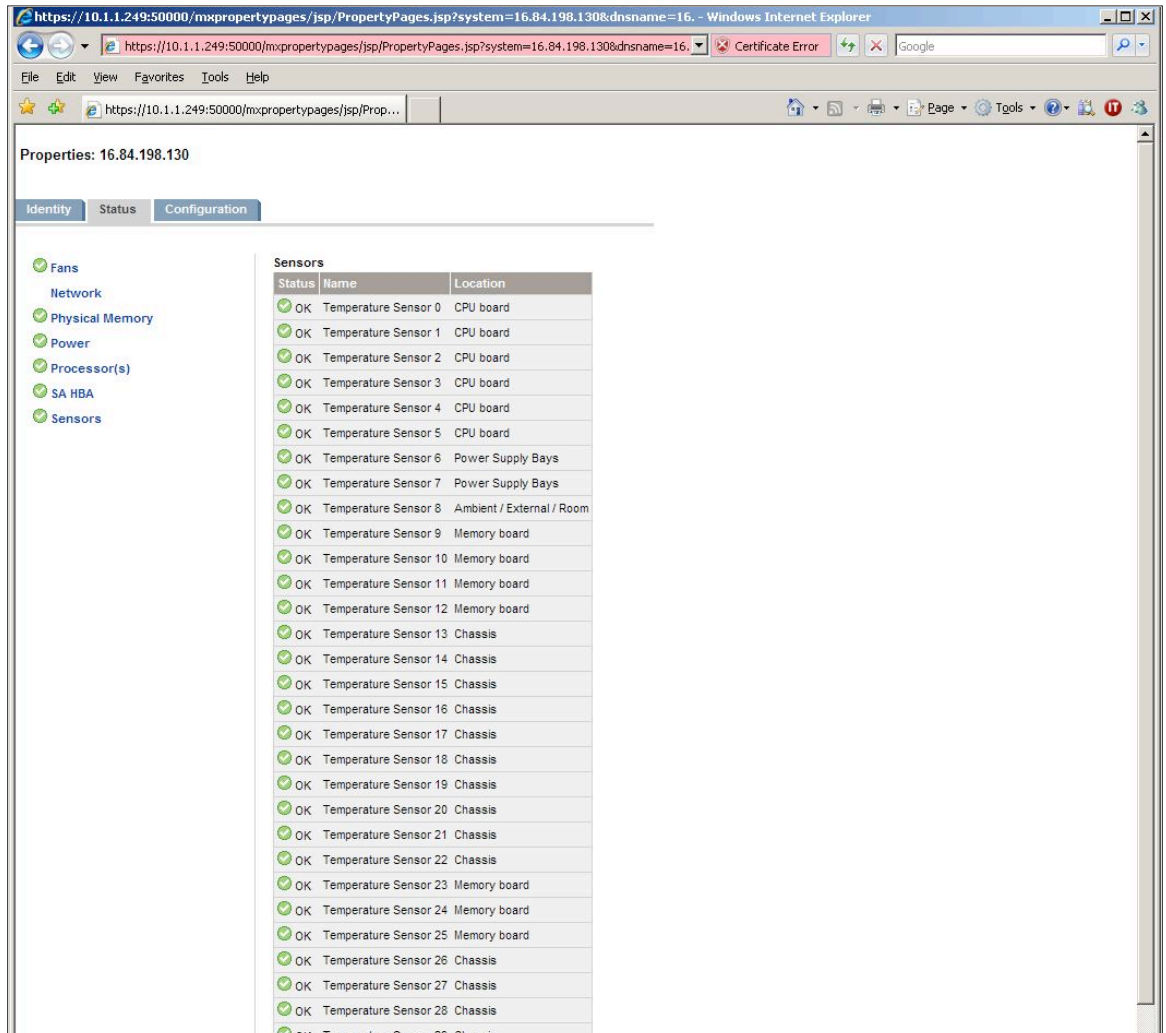 https://10.1.1.249:50000/mxpropertypages/jsp/PropertyPages.jsp?system=16.84.198.130&dnsname=16. - Windows Internet Explorer
https://10.1.1.249:50000/mxpropertypages/jsp/PropertyPages.jsp?system=16.84.198.130&dnsname=16. Certificate Error Google
File Edit View Favorites Tools Help
https://10.1.1.249:50000/mxpropertypages/jsp/Prop... Page Tools
Properties: 16.84.198.130
Identity Status Configuration
Fans
Network
Physical Memory
Power
Processor(s)
SA HBA
Sensors
Sensors
Status Name Location
OK Temperature Sensor 0 CPU board
OK Temperature Sensor 1 CPU board
OK Temperature Sensor 2 CPU board
OK Temperature Sensor 3 CPU board
OK Temperature Sensor 4 CPU board
OK Temperature Sensor 5 CPU board
OK Temperature Sensor 6 Power Supply Bays
OK Temperature Sensor 7 Power Supply Bays
OK Temperature Sensor 8 Ambient / External / Room
OK Temperature Sensor 9 Memory board
OK Temperature Sensor 10 Memory board
OK Temperature Sensor 11 Memory board
OK Temperature Sensor 12 Memory board
OK Temperature Sensor 13 Chassis
OK Temperature Sensor 14 Chassis
OK Temperature Sensor 15 Chassis
OK Temperature Sensor 16 Chassis
OK Temperature Sensor 17 Chassis
OK Temperature Sensor 18 Chassis
OK Temperature Sensor 19 Chassis
OK Temperature Sensor 20 Chassis
OK Temperature Sensor 21 Chassis
OK Temperature Sensor 22 Chassis
OK Temperature Sensor 23 Memory board
OK Temperature Sensor 24 Memory board
OK Temperature Sensor 25 Memory board
OK Temperature Sensor 26 Chassis
OK Temperature Sensor 27 Chassis
OK Temperature Sensor 28 Chassis